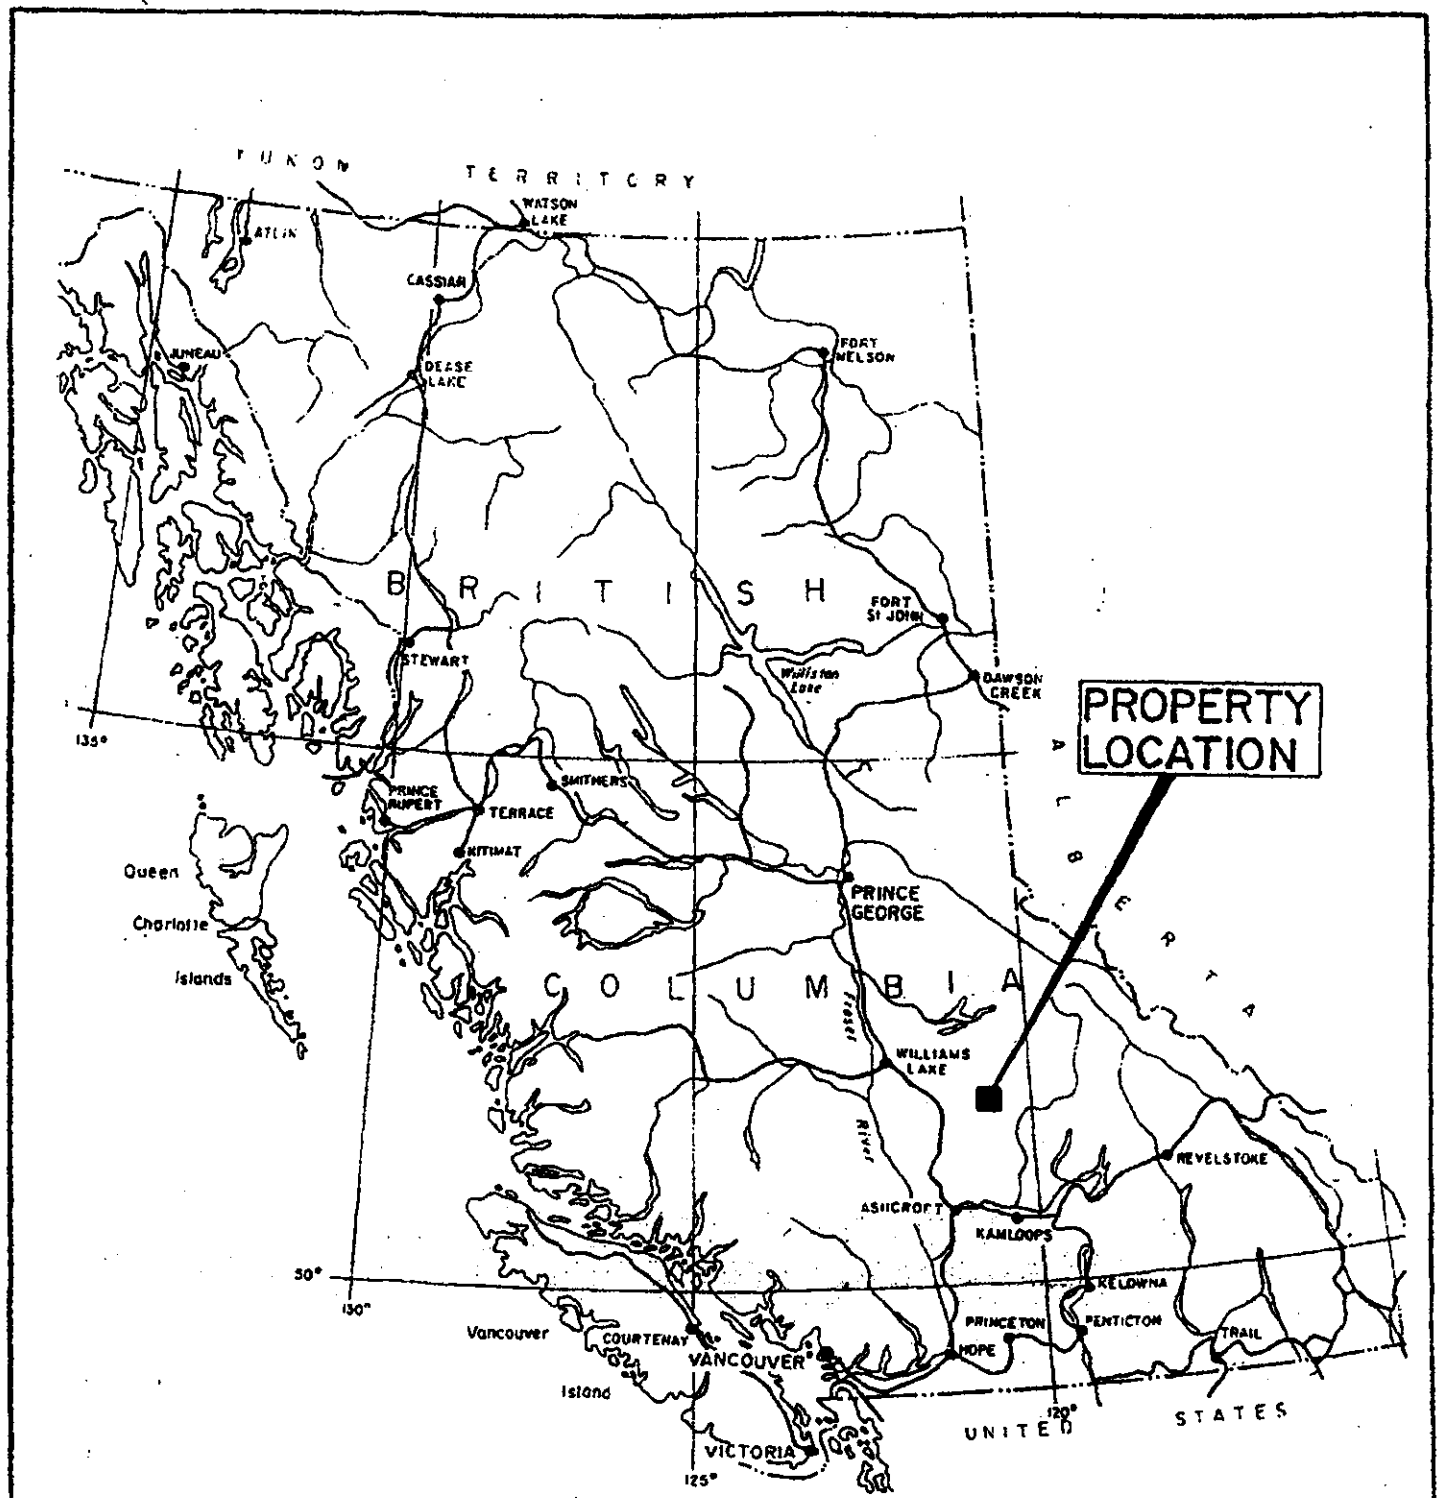 YUKON TERRITORY
WATSON
LAKE
ATLIN
CASSIAR
JUNEAU
DEASE
LAKE
FORT
NELSON
BRITISH
FORT
St JOHN
STEWART
Williston
Lake
DAWSON
CREEK
PROPERTY
LOCATION
135°
ALBERTA
PRINCE
RUPERT
SMITHERS
TERRACE
KITIMAT
Queen
Charlotte
Islands
PRINCE
GEORGE
COLUMBIA
Fraser
River
WILLIAMS
LAKE
REVELSTOKE
ASHCROFT
KAMLOOPS
50°
130°
KELOWNA
Vancouver
Island
COURTENAY
PRINCETON
PENTICTON
VANCOUVER
HOPE
TRAIL
120°
UNITED STATES
VICTORIA
125°